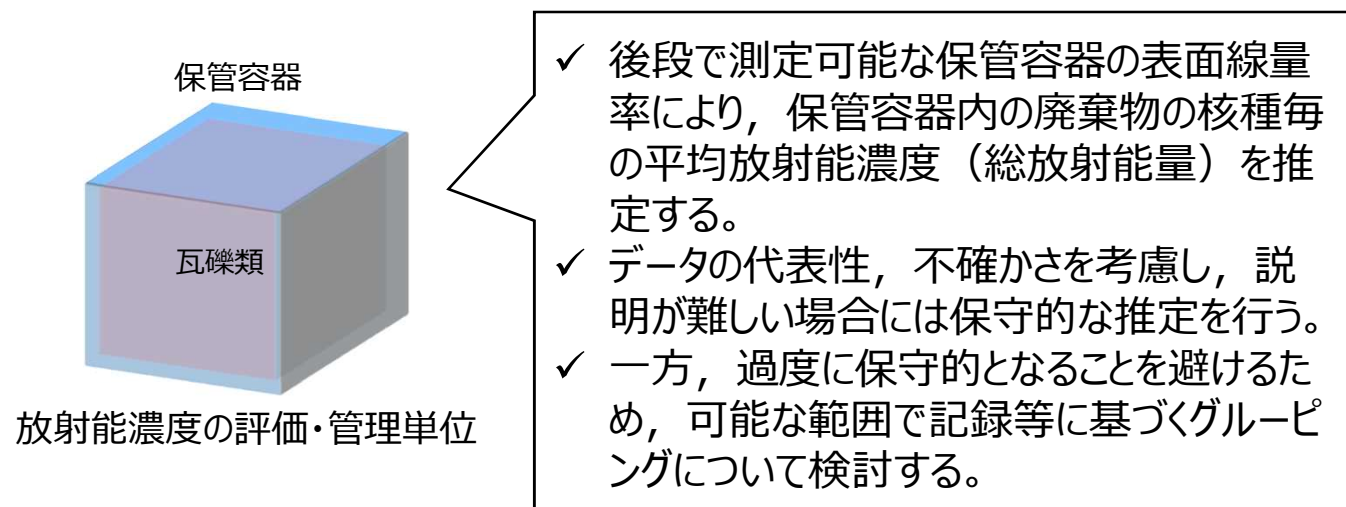 保管容器
瓦礫類
放射能濃度の評価・管理単位
✓ 後段で測定可能な保管容器の表面線量
率により，保管容器内の廃棄物の核種毎
の平均放射能濃度（総放射能量）を推
定する。
✓ データの代表性，不確かさを考慮し，説
明が難しい場合には保守的な推定を行う。
✓ 一方，過度に保守的となることを避けるた
め，可能な範囲で記録等に基づくグルーピ
ングについて検討する。